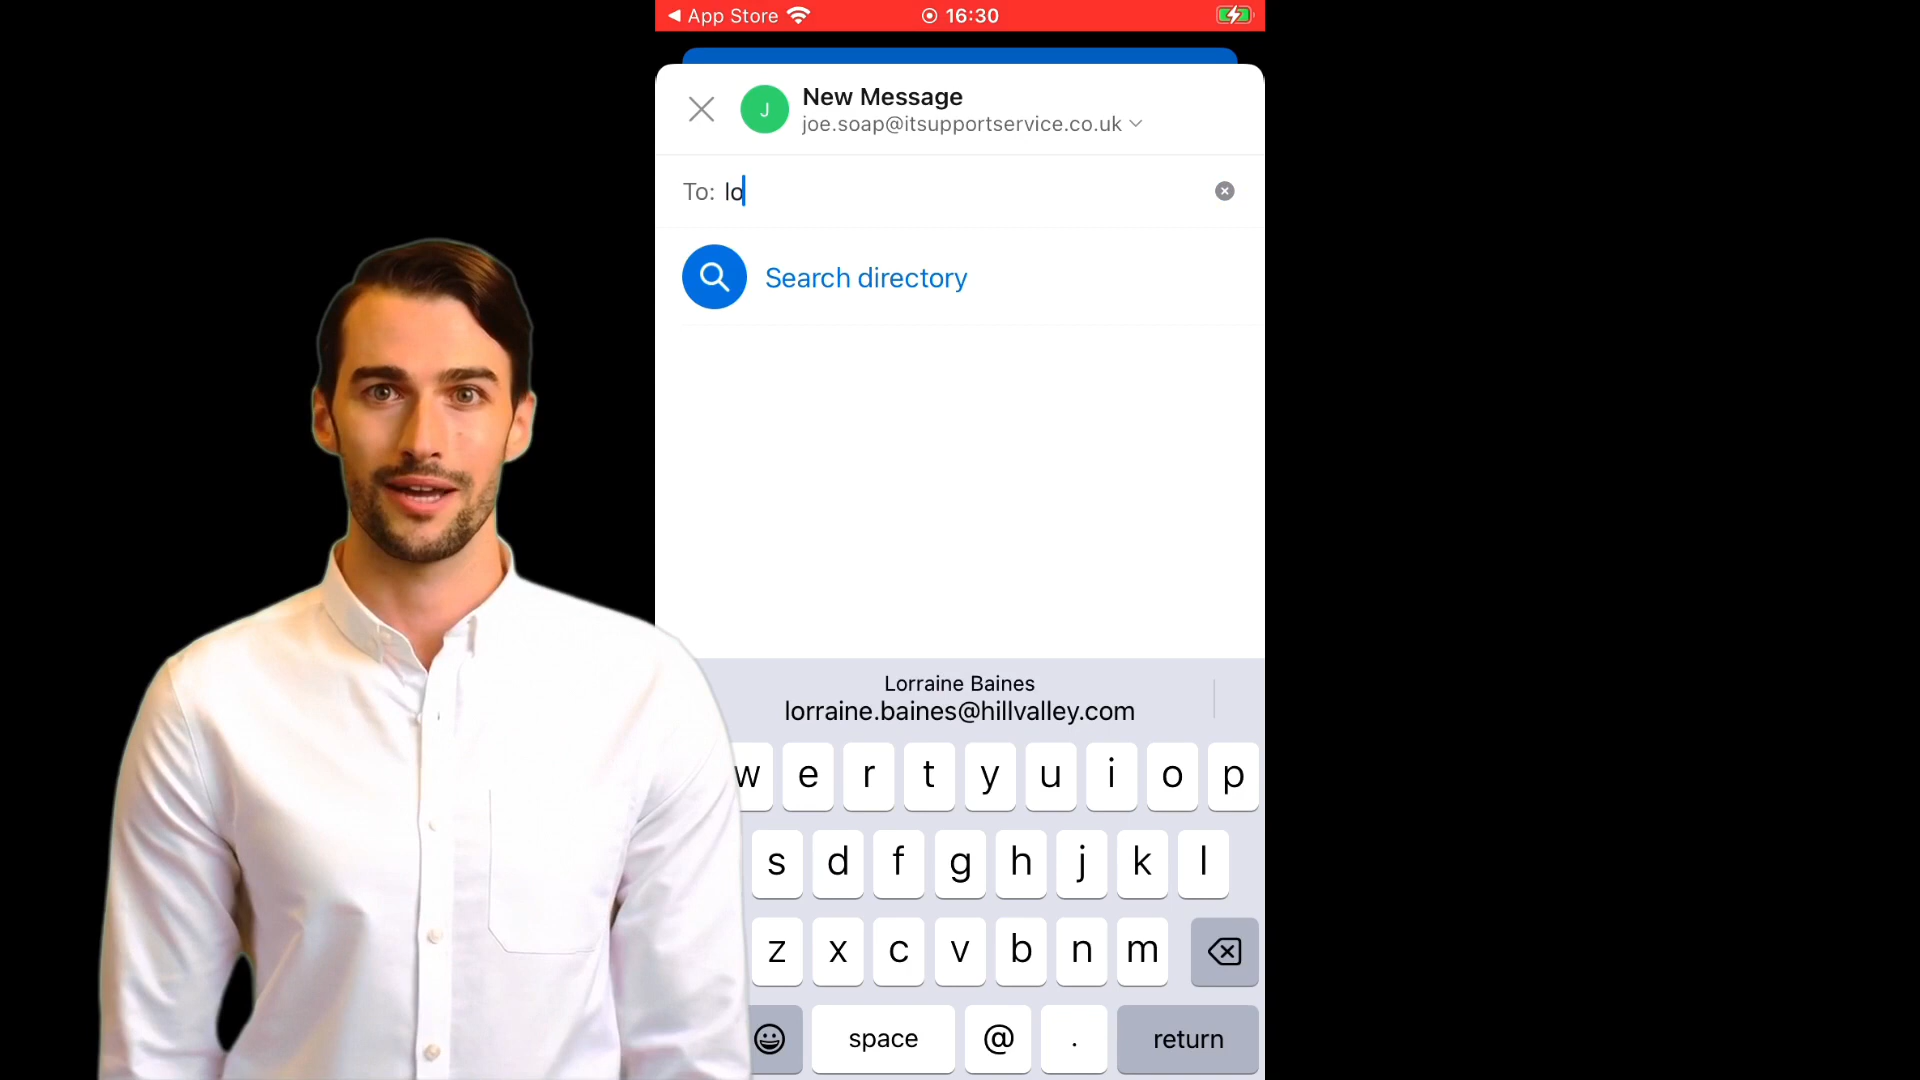 ◀ App Store 16:30
J
New Message
joe.soap@itsupportservice.co.uk
To: lo
Search directory
Lorraine Baines
lorraine.baines@hillvalley.com
w e r t y u i o p
s d f g h j k l
z x c v b n m
space @ . return